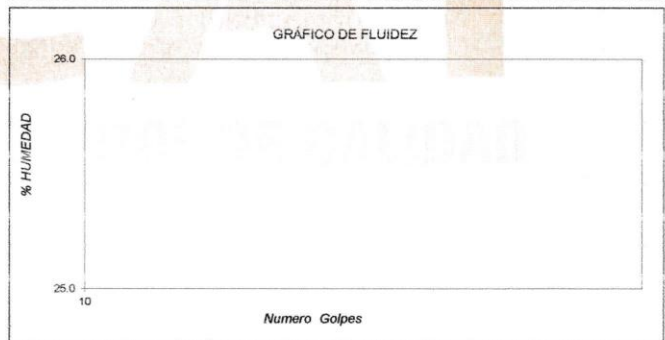 GRÁFICO DE FLUIDEZ
26.0
% HUMEDAD
25.0
10
Numero Golpes